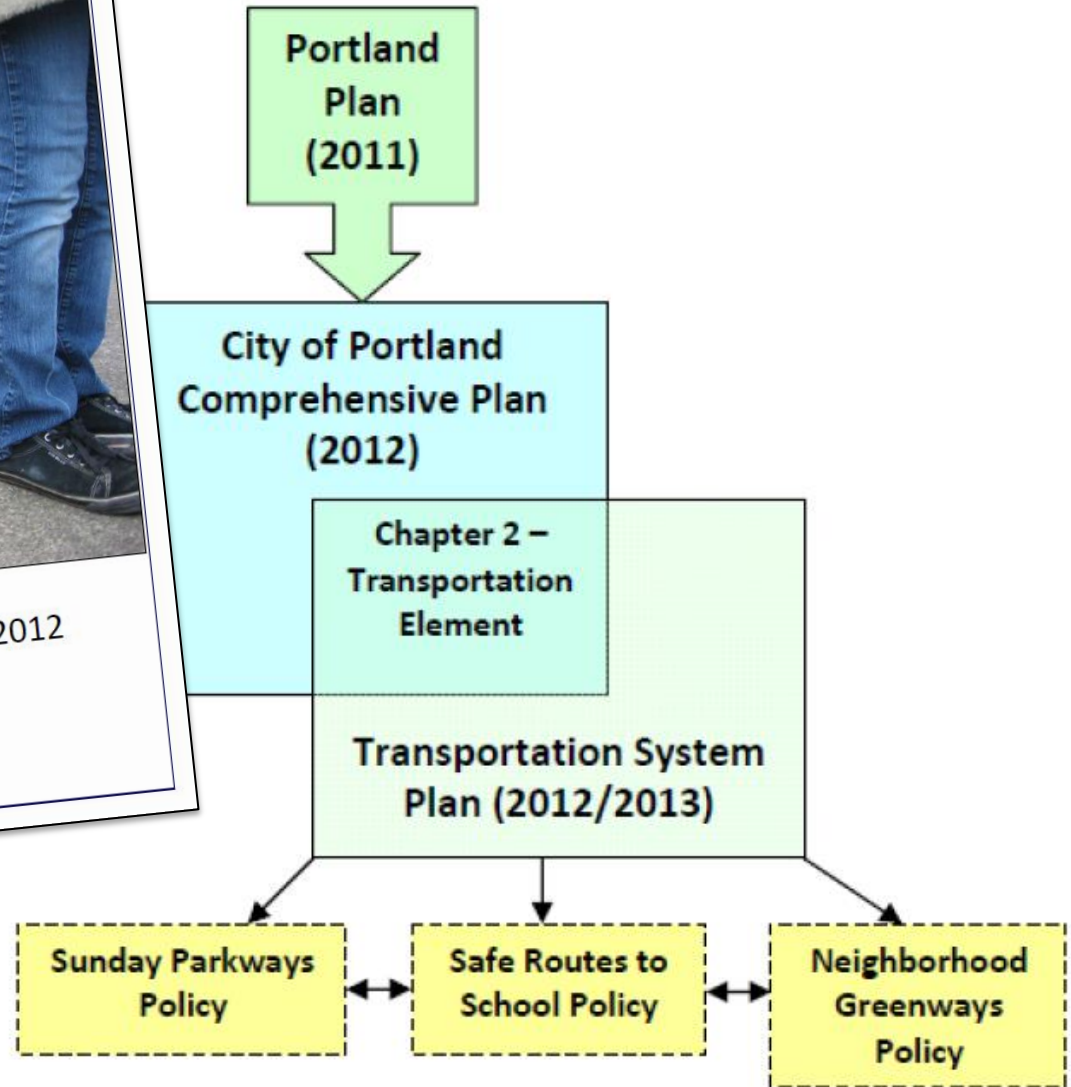 Portland
Plan
(2011)
City of Portland
Comprehensive Plan
(2012)
Chapter 2 –
Transportation
Element
2012
Transportation System
Plan (2012/2013)
Sunday Parkways
Policy
Safe Routes to
School Policy
Neighborhood
Greenways
Policy